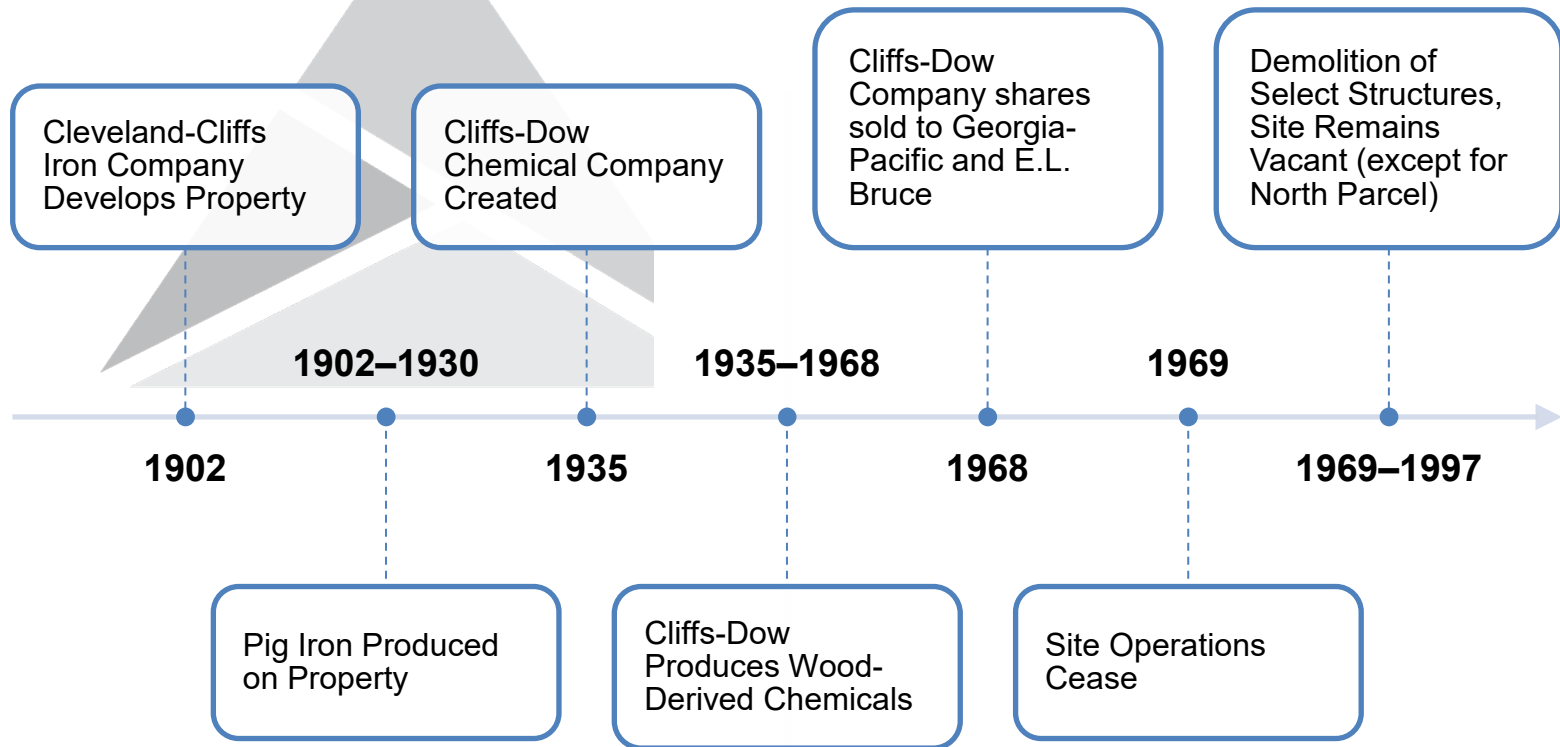 Cleveland-Cliffs
Iron Company
Develops Property
Cliffs-Dow
Chemical Company
Created
Cliffs-Dow
Company shares
sold to Georgia-
Pacific and E.L.
Bruce
Demolition of
Select Structures,
Site Remains
Vacant (except for
North Parcel)
1902–1930
1935–1968
1969
1902
1935
1968
1969–1997
Pig Iron Produced
on Property
Cliffs-Dow
Produces Wood-
Derived Chemicals
Site Operations
Cease